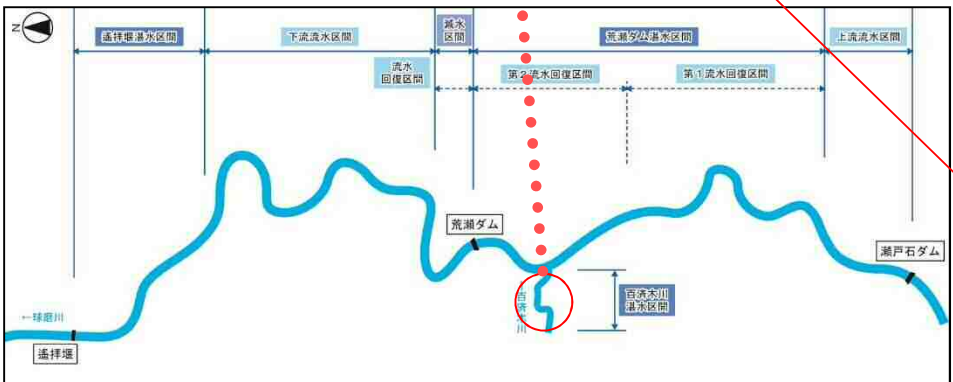 N
遙拝堰湛水区間
下流流水区間
減水
区間
荒瀬ダム湛水区間
上流流水区間
流水
回復区間
第2流水回復区間
第1流水回復区間
荒瀬ダム
瀬戸石ダム
百済木川
百済木川
湛水区間
←球磨川
遙拝堰